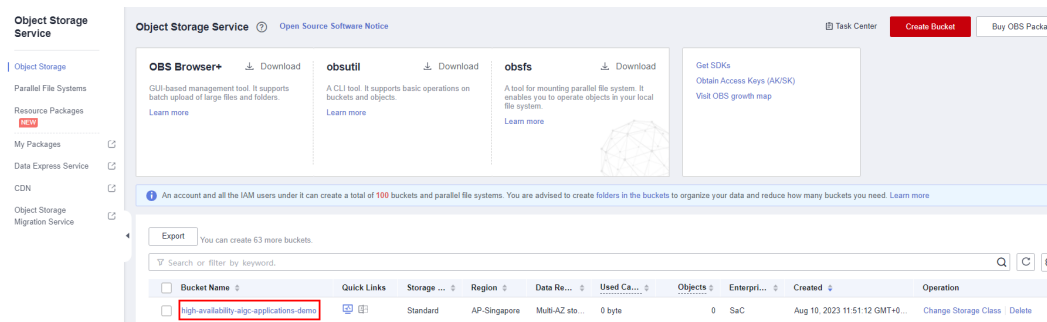 Object Storage
Service
Object Storage Service ? Open Source Software Notice
Task Center
Create Bucket
Buy OBS Packa
Object Storage
Parallel File Systems
Resource Packages
NEW
My Packages
Data Express Service
CDN
Object Storage
Migration Service
OBS Browser+ Download
GUI-based management tool. It supports
batch upload of large files and folders.
Learn more
obsutil Download
A CLI tool. It supports basic operations on
buckets and objects.
Learn more
obsfs Download
A tool for mounting parallel file system. It
enables you to operate objects in your local
file system.
Learn more
Get SDKs
Obtain Access Keys (AK/SK)
Visit OBS growth map
An account and all the IAM users under it can create a total of 100 buckets and parallel file systems. You are advised to create folders in the buckets to organize your data and reduce how many buckets you need. Learn more
Export You can create 63 more buckets.
Search or filter by keyword.
Bucket Name Quick Links Storage ... Region Data Re... Used Ca... Objects Enterpri... Created Operation
high-availability-aigc-applications-demo Standard AP-Singapore Multi-AZ sto... 0 byte 0 SaC Aug 10, 2023 11:51:12 GMT+0... Change Storage Class | Delete